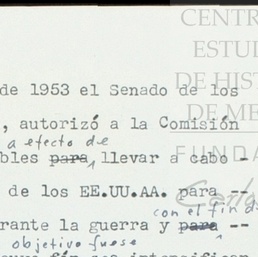 CENTR
ESTU
DE HIST
DE ME
FUNDA
de 1953 el Senado de los
, autorizó a la Comisión
a efecto de
bles para, llevar a cabo -
de los EE.UU.AA. para --
con el fin d
rante la guerra y para --
objetivo fuese